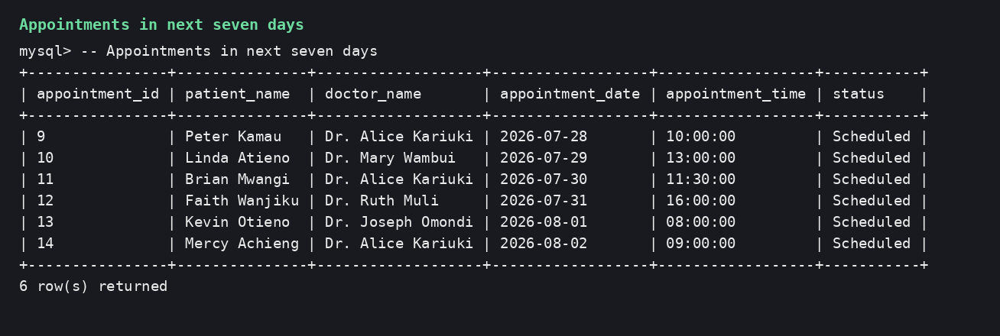 Appointments in next seven days
mysql> -- Appointments in next seven days
+----------------+--------------+-------------------+------------------+------------------+-----------+
| appointment_id | patient_name  | doctor_name       | appointment_date | appointment_time | status    |
+----------------+--------------+-------------------+------------------+------------------+-----------+
| 9              | Peter Kamau   | Dr. Alice Kariuki | 2026-07-28       | 10:00:00         | Scheduled |
| 10             | Linda Atieno  | Dr. Mary Wambui   | 2026-07-29       | 13:00:00         | Scheduled |
| 11             | Brian Mwangi  | Dr. Alice Kariuki | 2026-07-30       | 11:30:00         | Scheduled |
| 12             | Faith Wanjiku | Dr. Ruth Muli     | 2026-07-31       | 16:00:00         | Scheduled |
| 13             | Kevin Otieno  | Dr. Joseph Omondi | 2026-08-01       | 08:00:00         | Scheduled |
| 14             | Mercy Achieng | Dr. Alice Kariuki | 2026-08-02       | 09:00:00         | Scheduled |
+----------------+--------------+-------------------+------------------+------------------+-----------+
6 row(s) returned